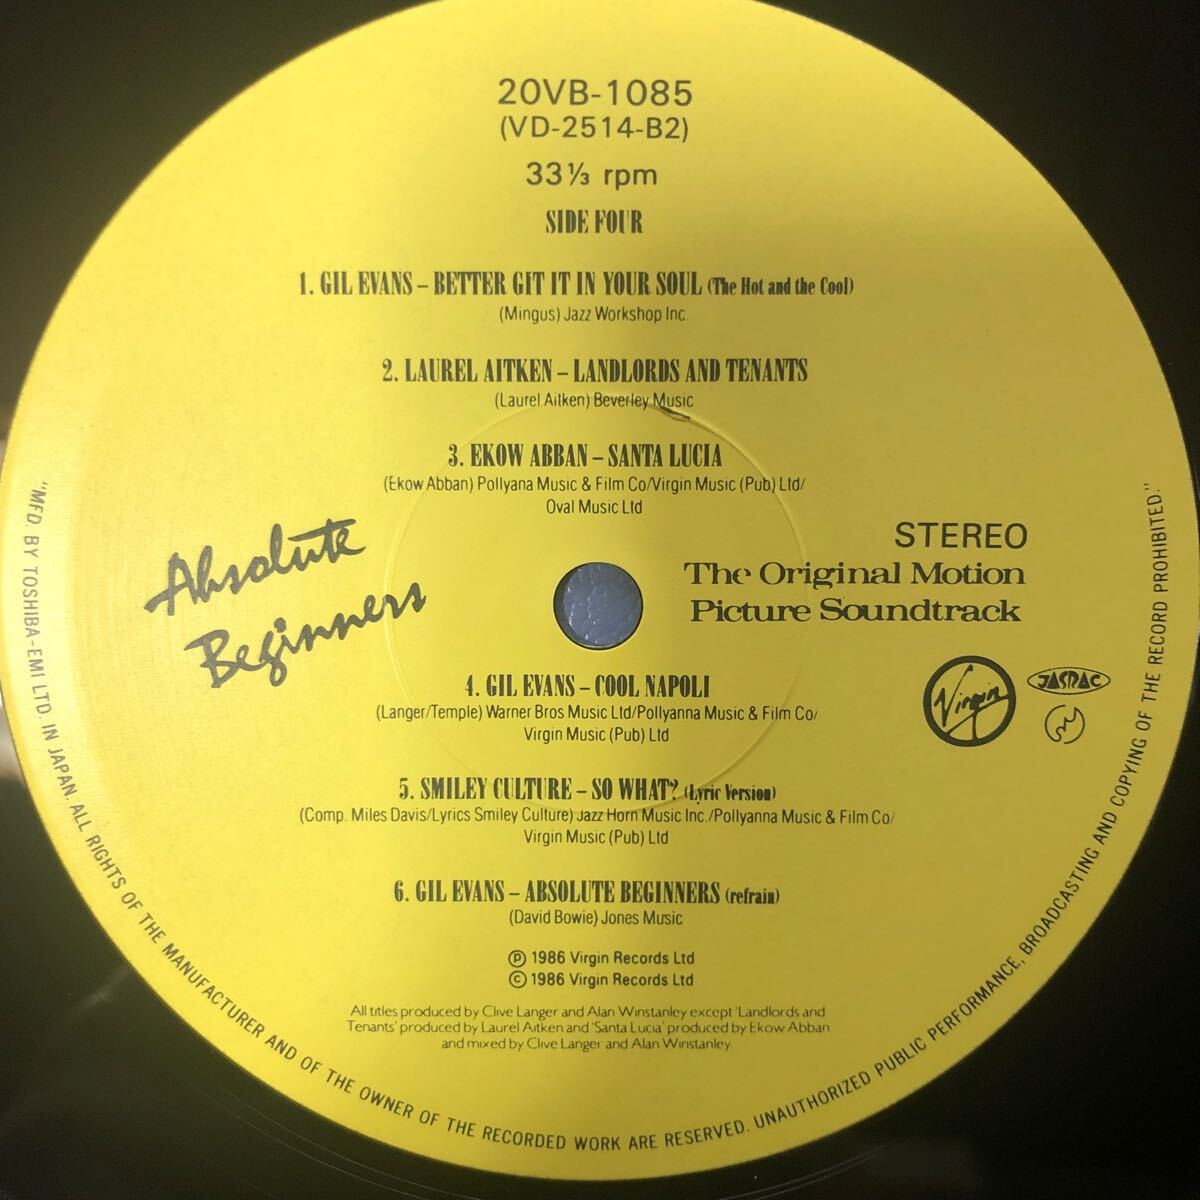 20VB-1085
(VD-2514-B2)
33⅓ rpm
SIDE FOUR
1. GIL EVANS – BETTER GIT IT IN YOUR SOUL (The Hot and the Cool)
(Mingus) Jazz Workshop Inc.
2. LAUREL AITKEN – LANDLORDS AND TENANTS
(Laurel Aitken) Beverley Music
3. EKOW ABBAN – SANTA LUCIA
(Ekow Abban) Pollyana Music & Film Co/Virgin Music (Pub) Ltd/
Oval Music Ltd
Absolute
Beginners
STEREO
The Original Motion
Picture Soundtrack
Virgin
JASRAC
4. GIL EVANS – COOL NAPOLI
(Langer/Temple) Warner Bros Music Ltd/Pollyanna Music & Film Co/
Virgin Music (Pub) Ltd
5. SMILEY CULTURE – SO WHAT? (Lyric Version)
(Comp. Miles Davis/Lyrics Smiley Culture) Jazz Horn Music Inc./Pollyanna Music & Film Co/
Virgin Music (Pub) Ltd
6. GIL EVANS – ABSOLUTE BEGINNERS (refrain)
(David Bowie) Jones Music
℗ 1986 Virgin Records Ltd
© 1986 Virgin Records Ltd
All titles produced by Clive Langer and Alan Winstanley except 'Landlords and
Tenants' produced by Laurel Aitken and 'Santa Lucia' produced by Ekow Abban
and mixed by Clive Langer and Alan Winstanley
"MFD. BY TOSHIBA-EMI LTD. IN JAPAN. ALL RIGHTS OF THE MANUFACTURER AND OF THE OWNER OF THE RECORDED WORK ARE RESERVED. UNAUTHORIZED PUBLIC PERFORMANCE, BROADCASTING AND COPYING OF THE RECORD PROHIBITED."